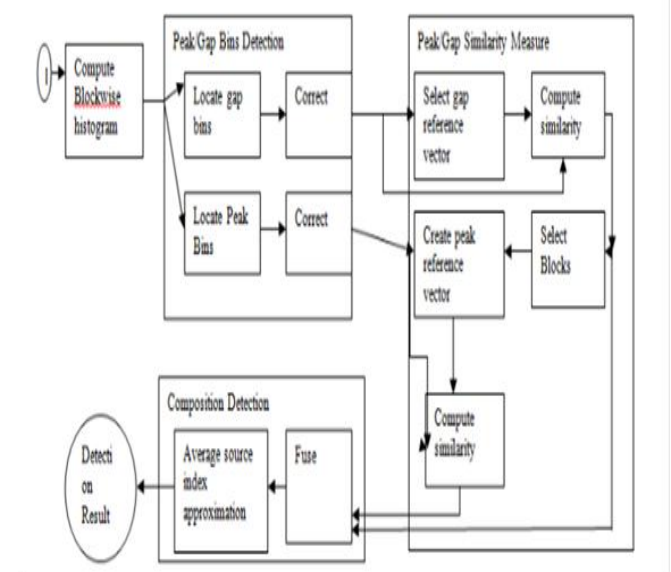 I
Compute
Blockwise
histogram
Peak/Gap Bins Detection
Locate gap
bins
Correct
Locate Peak
Bins
Correct
Peak Gap Similarity Measure
Select gap
reference
vector
Compute
similarity
Create peak
reference
vector
Select
Blocks
Compute
similarity
Composition Detection
Average source
index
approximation
Fuse
Detecti
on
Result